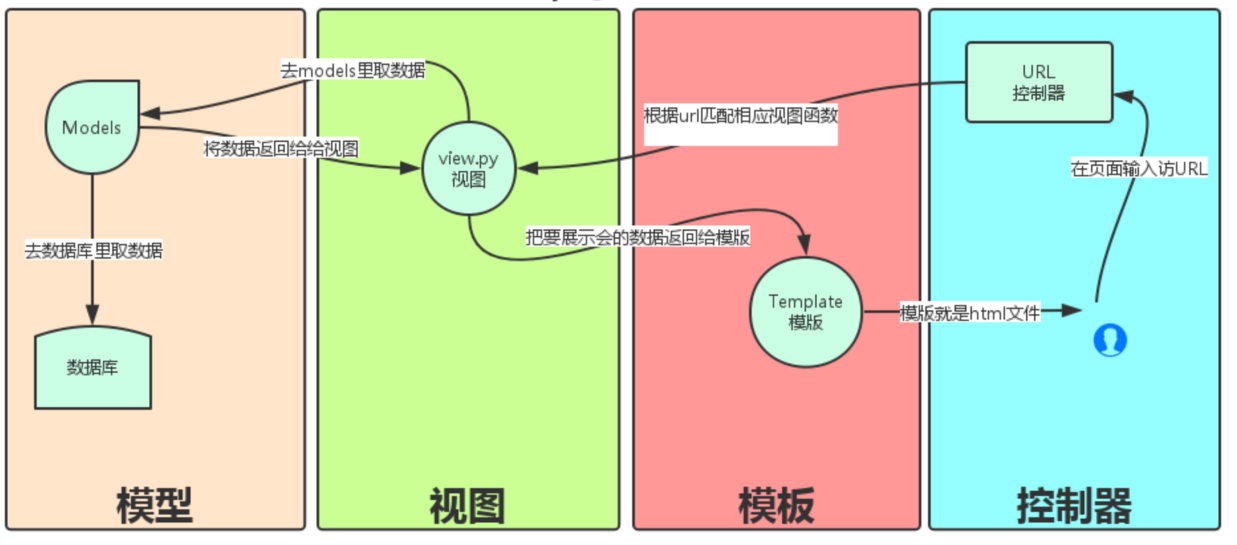 去models里取数据
URL
控制器
Models
根据url匹配相应视图函数
将数据返回给给视图
view.py
视图
在页面输入访URL
去数据库里取数据
把要展示会的数据返回给模版
Template
模版
模版就是html文件
数据库
模型
视图
模板
控制器